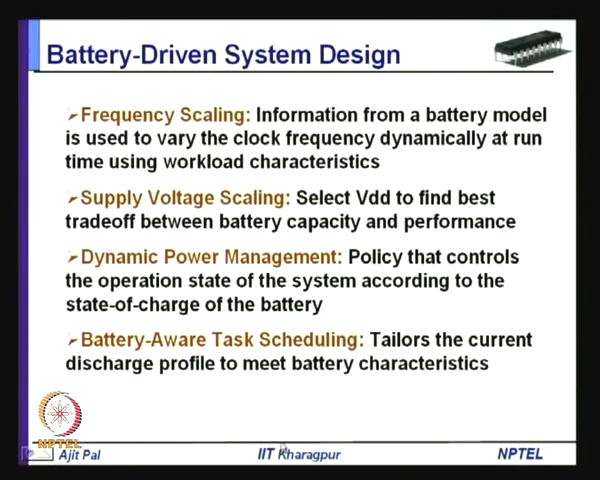 Battery-Driven System Design
➢Frequency Scaling: Information from a battery model
is used to vary the clock frequency dynamically at run
time using workload characteristics
➢Supply Voltage Scaling: Select Vdd to find best
tradeoff between battery capacity and performance
➢Dynamic Power Management: Policy that controls
the operation state of the system according to the
state-of-charge of the battery
➢Battery-Aware Task Scheduling: Tailors the current
discharge profile to meet battery characteristics
NPTEL
Ajit Pal
IIT Kharagpur
NPTEL